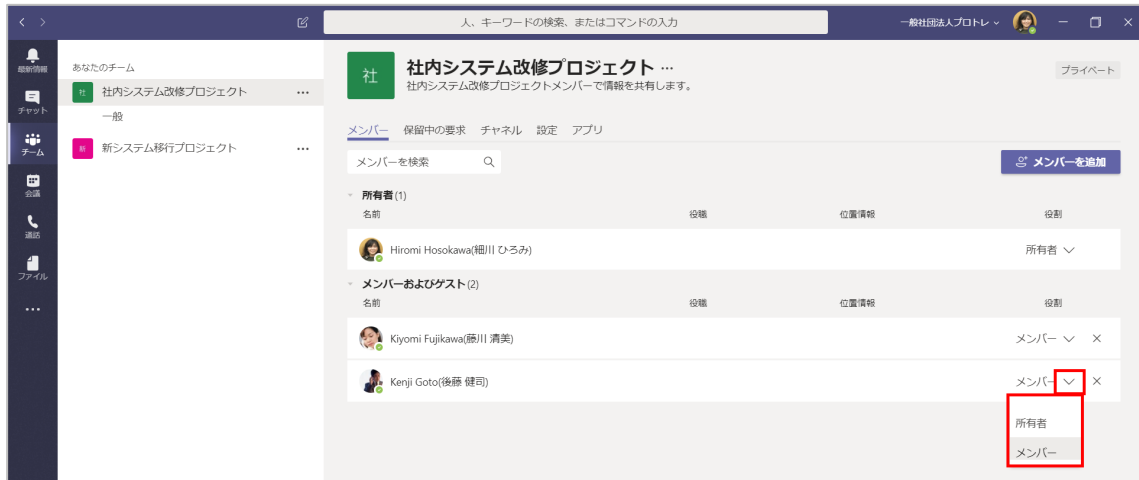 人、キーワードの検索、またはコマンドの入力
一般社団法人プロトレ
最新情報
チャット
チーム
会議
通話
ファイル
あなたのチーム
社 社内システム改修プロジェクト ...
一般
新 新システム移行プロジェクト ...
社 社内システム改修プロジェクト ...
社内システム改修プロジェクトメンバーで情報を共有します。
プライベート
メンバー 保留中の要求 チャネル 設定 アプリ
メンバーを検索
メンバーを追加
所有者(1)
名前 役職 位置情報 役割
Hiromi Hosokawa(細川 ひろみ) 所有者
メンバーおよびゲスト(2)
名前 役職 位置情報 役割
Kiyomi Fujikawa(藤川 清美) メンバー
Kenji Goto(後藤 健司) メンバー
所有者
メンバー